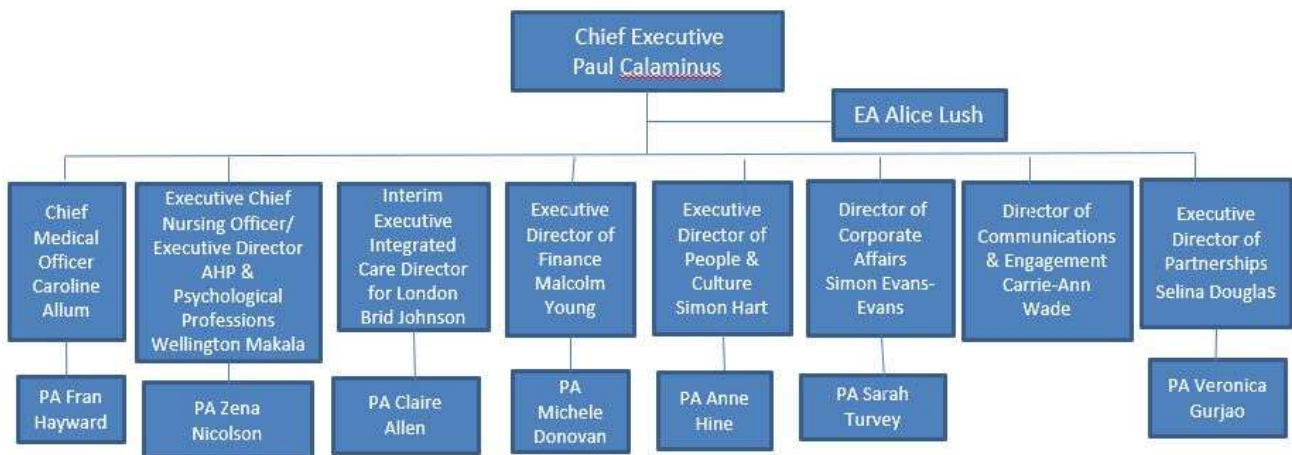 Chief Executive
Paul Calaminus
EA Alice Lush
Chief
Medical
Officer
Caroline
Allum
Executive Chief
Nursing Officer/
Executive Director
AHP &
Psychological
Professions
Wellington Makala
Interim
Executive
Integrated
Care Director
for London
Brid Johnson
Executive
Director of
Finance
Malcolm
Young
Executive
Director of
People &
Culture
Simon Hart
Director of
Corporate
Affairs
Simon Evans-
Evans
Director of
Communications
& Engagement
Carrie-Ann
Wade
Executive
Director of
Partnerships
Selina Douglas
PA Fran
Hayward
PA Zena
Nicolson
PA Claire
Allen
PA
Michele
Donovan
PA Anne
Hine
PA Sarah
Turvey
PA Veronica
Gurjao